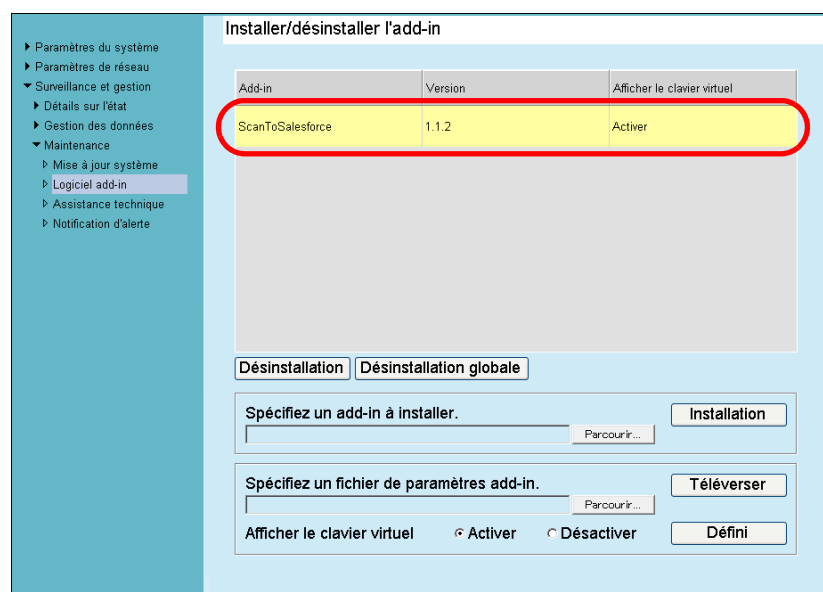 Installer/désinstaller l'add-in
Paramètres du système
Paramètres de réseau
Surveillance et gestion
Détails sur l'état
Gestion des données
Maintenance
Mise à jour système
Logiciel add-in
Assistance technique
Notification d'alerte
Add-in Version Afficher le clavier virtuel
ScanToSalesforce 1.1.2 Activer
Désinstallation Désinstallation globale
Spécifiez un add-in à installer. Installation
Parcourir...
Spécifiez un fichier de paramètres add-in. Téléverser
Parcourir...
Afficher le clavier virtuel Activer Désactiver Défini